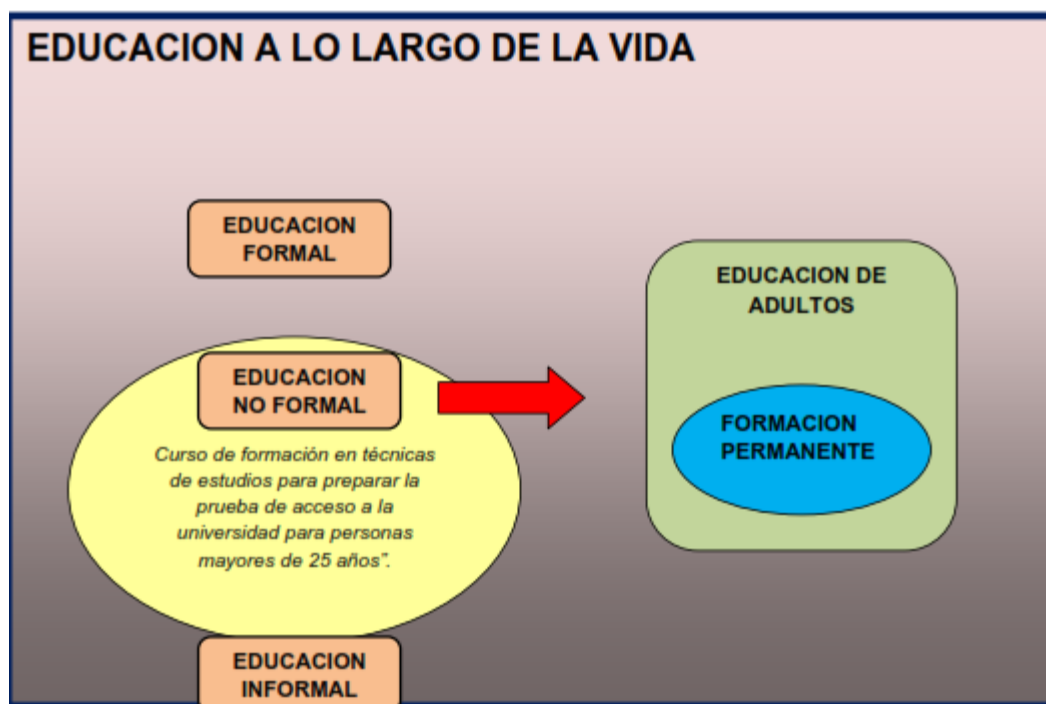 EDUCACION A LO LARGO DE LA VIDA
EDUCACION
FORMAL
EDUCACION
NO FORMAL
Curso de formación en técnicas
de estudios para preparar la
prueba de acceso a la
universidad para personas
mayores de 25 años”.
EDUCACION
INFORMAL
EDUCACION DE
ADULTOS
FORMACION
PERMANENTE